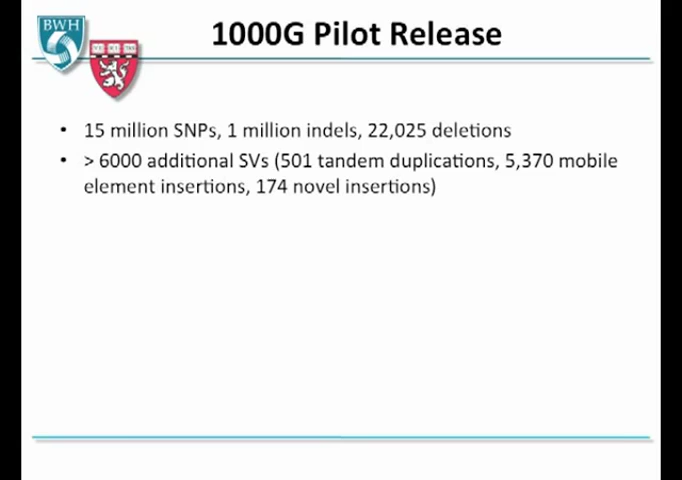 BWH
1000G Pilot Release
• 15 million SNPs, 1 million indels, 22,025 deletions
• > 6000 additional SVs (501 tandem duplications, 5,370 mobile
element insertions, 174 novel insertions)